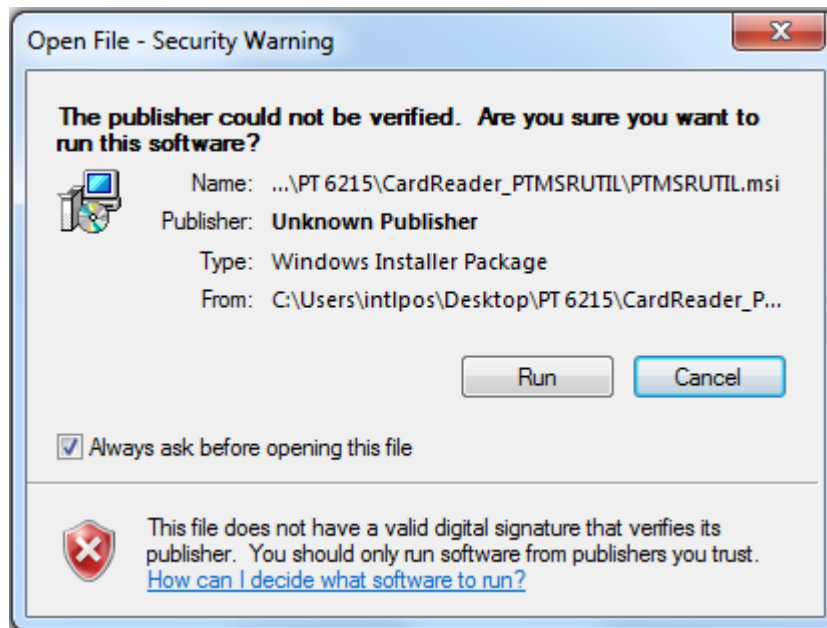 Open File - Security Warning
The publisher could not be verified.  Are you sure you want to
run this software?
Name: ...\PT 6215\CardReader_PTMSRUTIL\PTMSRUTIL.msi
Publisher: Unknown Publisher
Type: Windows Installer Package
From: C:\Users\intlpos\Desktop\PT 6215\CardReader_P...
Run Cancel
Always ask before opening this file
This file does not have a valid digital signature that verifies its
publisher.  You should only run software from publishers you trust.
How can I decide what software to run?